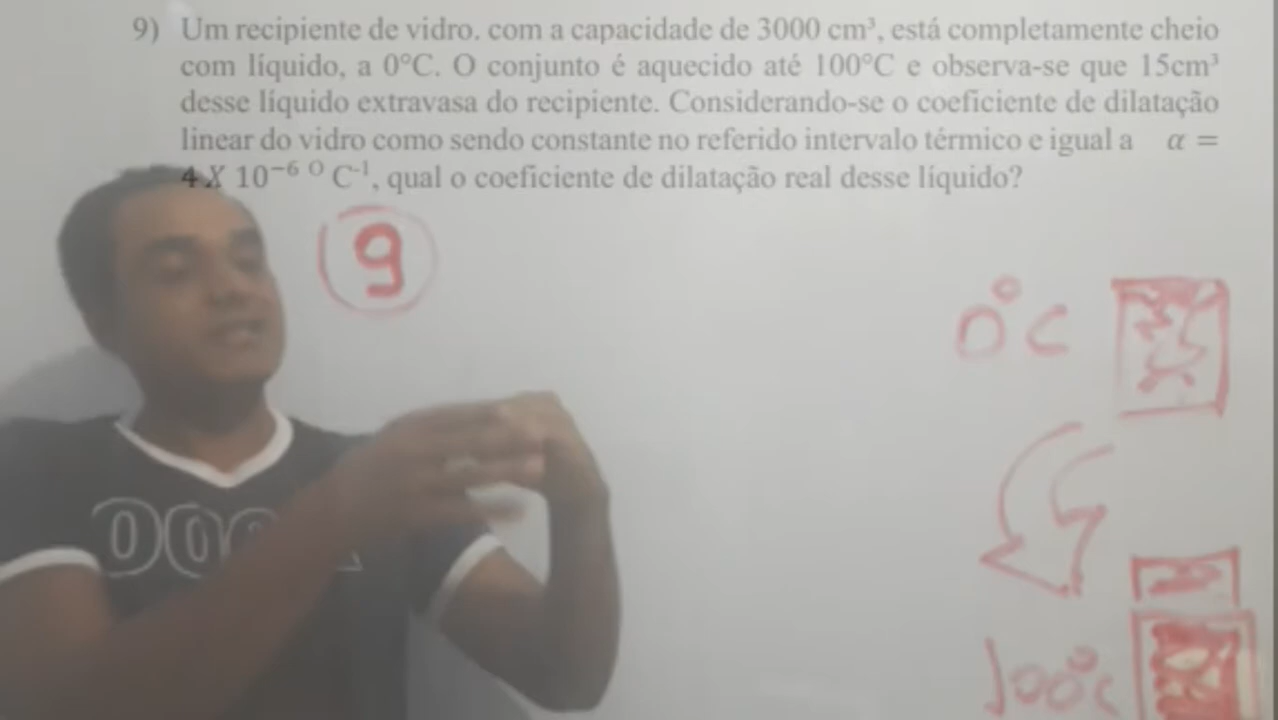 9) Um recipiente de vidro. com a capacidade de 3000 cm³, está completamente cheio
com líquido, a 0°C. O conjunto é aquecido até 100°C e observa-se que 15cm³
desse líquido extravasa do recipiente. Considerando-se o coeficiente de dilatação
linear do vidro como sendo constante no referido intervalo térmico e igual a α =
4 X 10⁻⁶ ᴼ C⁻¹, qual o coeficiente de dilatação real desse líquido?
9
0°C
100°C